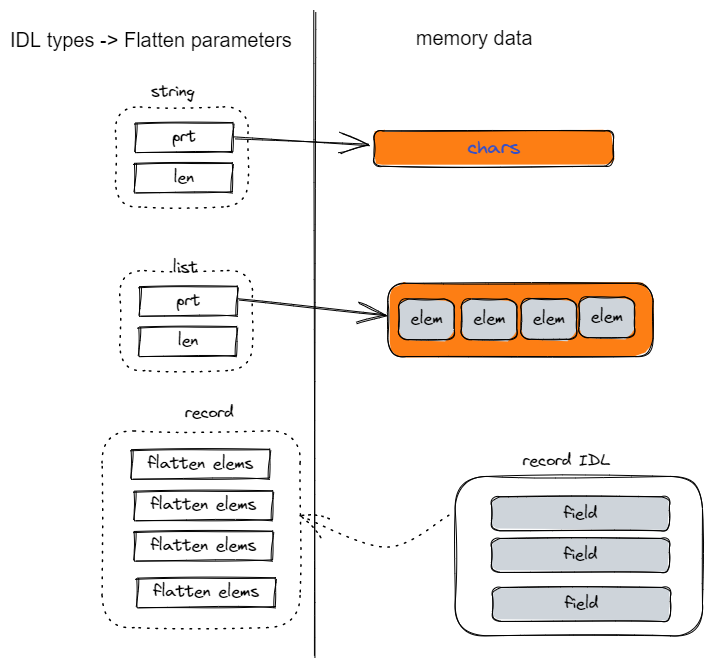 IDL types -> Flatten parameters
memory data
string
prt
len
chars
list
prt
len
elem elem elem elem
record
flatten elems
flatten elems
flatten elems
flatten elems
record IDL
field
field
field